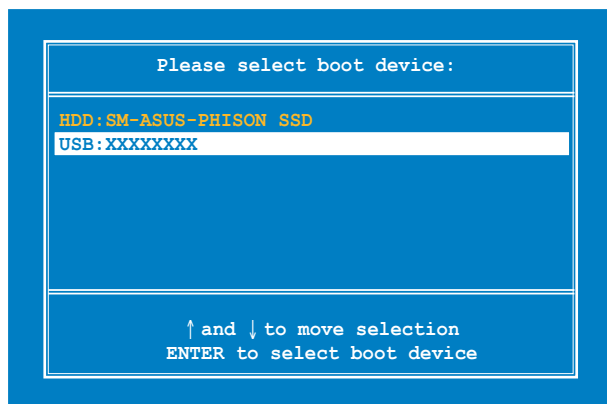 Please select boot device:
HDD:SM-ASUS-PHISON SSD
USB:XXXXXXXX
↑ and ↓ to move selection
ENTER to select boot device